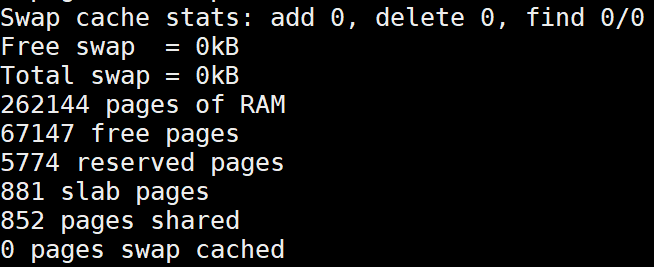 Swap cache stats: add 0, delete 0, find 0/0
Free swap  = 0kB
Total swap = 0kB
262144 pages of RAM
67147 free pages
5774 reserved pages
881 slab pages
852 pages shared
0 pages swap cached